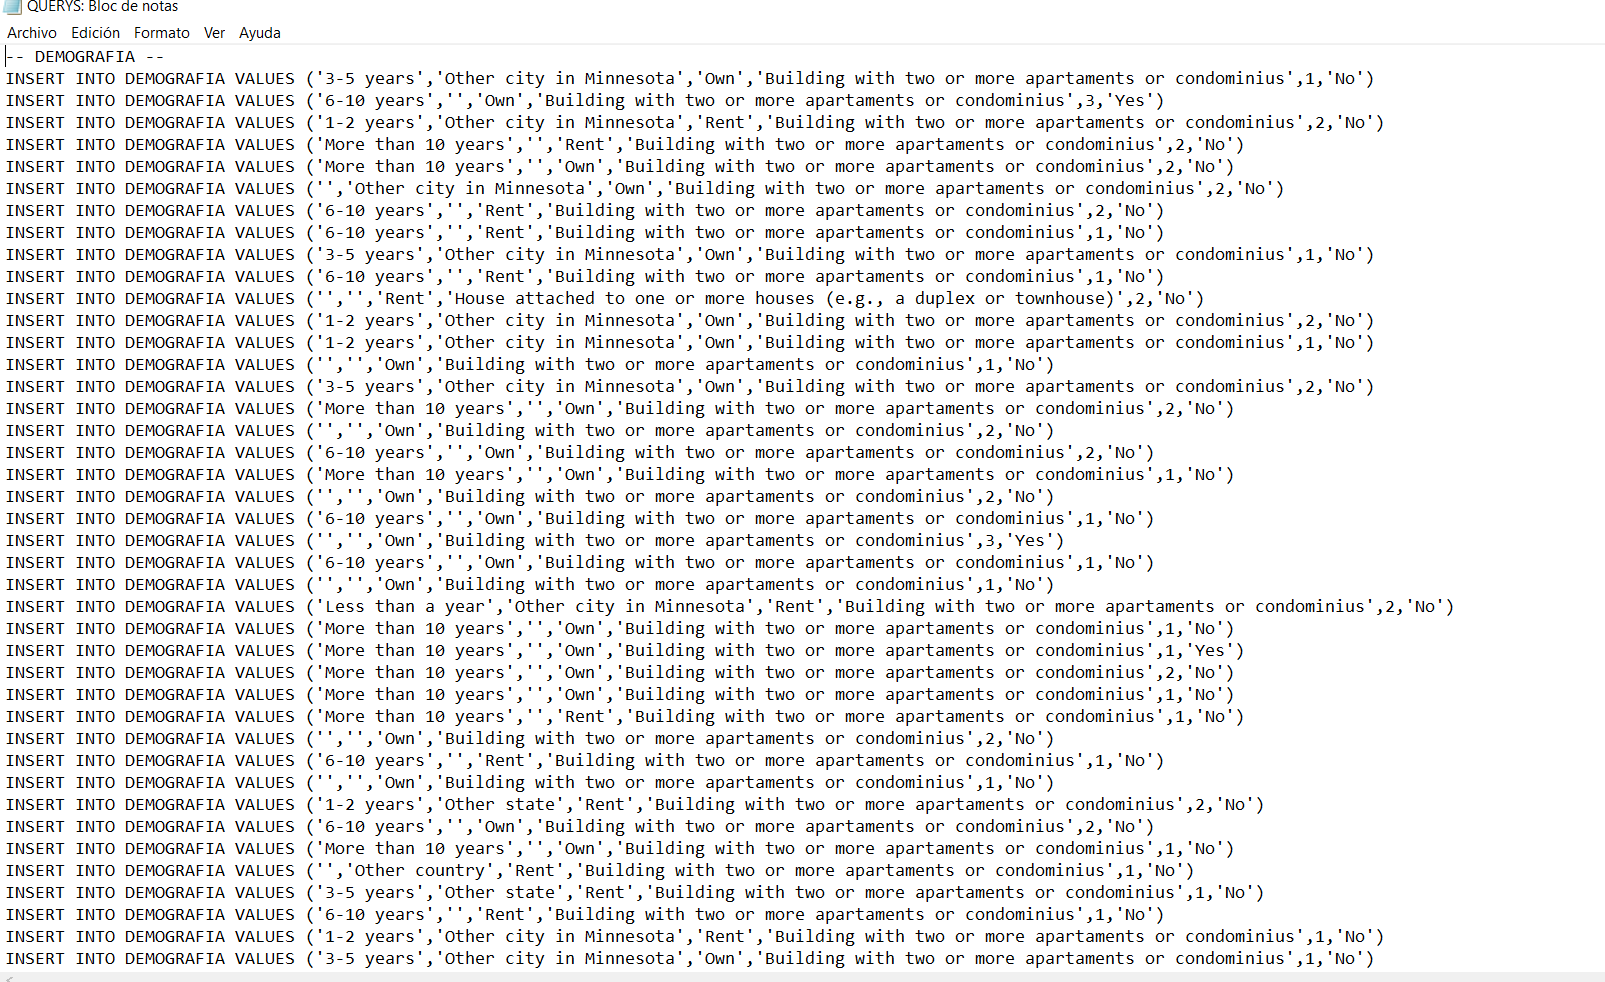 QUERYS: Bloc de notas
Archivo Edición Formato Ver Ayuda
-- DEMOGRAFIA --
INSERT INTO DEMOGRAFIA VALUES ('3-5 years','Other city in Minnesota','Own','Building with two or more apartaments or condominius',1,'No')
INSERT INTO DEMOGRAFIA VALUES ('6-10 years','','Own','Building with two or more apartaments or condominius',3,'Yes')
INSERT INTO DEMOGRAFIA VALUES ('1-2 years','Other city in Minnesota','Rent','Building with two or more apartaments or condominius',2,'No')
INSERT INTO DEMOGRAFIA VALUES ('More than 10 years','','Rent','Building with two or more apartaments or condominius',2,'No')
INSERT INTO DEMOGRAFIA VALUES ('More than 10 years','','Own','Building with two or more apartaments or condominius',2,'No')
INSERT INTO DEMOGRAFIA VALUES ('','Other city in Minnesota','Own','Building with two or more apartaments or condominius',2,'No')
INSERT INTO DEMOGRAFIA VALUES ('6-10 years','','Rent','Building with two or more apartaments or condominius',2,'No')
INSERT INTO DEMOGRAFIA VALUES ('6-10 years','','Rent','Building with two or more apartaments or condominius',1,'No')
INSERT INTO DEMOGRAFIA VALUES ('3-5 years','Other city in Minnesota','Own','Building with two or more apartaments or condominius',1,'No')
INSERT INTO DEMOGRAFIA VALUES ('6-10 years','','Rent','Building with two or more apartaments or condominius',1,'No')
INSERT INTO DEMOGRAFIA VALUES ('','','Rent','House attached to one or more houses (e.g., a duplex or townhouse)',2,'No')
INSERT INTO DEMOGRAFIA VALUES ('1-2 years','Other city in Minnesota','Own','Building with two or more apartaments or condominius',2,'No')
INSERT INTO DEMOGRAFIA VALUES ('1-2 years','Other city in Minnesota','Own','Building with two or more apartaments or condominius',1,'No')
INSERT INTO DEMOGRAFIA VALUES ('','','Own','Building with two or more apartaments or condominius',1,'No')
INSERT INTO DEMOGRAFIA VALUES ('3-5 years','Other city in Minnesota','Own','Building with two or more apartaments or condominius',2,'No')
INSERT INTO DEMOGRAFIA VALUES ('More than 10 years','','Own','Building with two or more apartaments or condominius',2,'No')
INSERT INTO DEMOGRAFIA VALUES ('','','Own','Building with two or more apartaments or condominius',2,'No')
INSERT INTO DEMOGRAFIA VALUES ('6-10 years','','Own','Building with two or more apartaments or condominius',2,'No')
INSERT INTO DEMOGRAFIA VALUES ('More than 10 years','','Own','Building with two or more apartaments or condominius',1,'No')
INSERT INTO DEMOGRAFIA VALUES ('','','Own','Building with two or more apartaments or condominius',2,'No')
INSERT INTO DEMOGRAFIA VALUES ('6-10 years','','Own','Building with two or more apartaments or condominius',1,'No')
INSERT INTO DEMOGRAFIA VALUES ('','','Own','Building with two or more apartaments or condominius',3,'Yes')
INSERT INTO DEMOGRAFIA VALUES ('6-10 years','','Own','Building with two or more apartaments or condominius',1,'No')
INSERT INTO DEMOGRAFIA VALUES ('','','Own','Building with two or more apartaments or condominius',1,'No')
INSERT INTO DEMOGRAFIA VALUES ('Less than a year','Other city in Minnesota','Rent','Building with two or more apartaments or condominius',2,'No')
INSERT INTO DEMOGRAFIA VALUES ('More than 10 years','','Own','Building with two or more apartaments or condominius',1,'No')
INSERT INTO DEMOGRAFIA VALUES ('More than 10 years','','Own','Building with two or more apartaments or condominius',1,'Yes')
INSERT INTO DEMOGRAFIA VALUES ('More than 10 years','','Own','Building with two or more apartaments or condominius',2,'No')
INSERT INTO DEMOGRAFIA VALUES ('More than 10 years','','Own','Building with two or more apartaments or condominius',1,'No')
INSERT INTO DEMOGRAFIA VALUES ('More than 10 years','','Rent','Building with two or more apartaments or condominius',1,'No')
INSERT INTO DEMOGRAFIA VALUES ('','','Own','Building with two or more apartaments or condominius',2,'No')
INSERT INTO DEMOGRAFIA VALUES ('6-10 years','','Rent','Building with two or more apartaments or condominius',1,'No')
INSERT INTO DEMOGRAFIA VALUES ('','','Own','Building with two or more apartaments or condominius',1,'No')
INSERT INTO DEMOGRAFIA VALUES ('1-2 years','Other state','Rent','Building with two or more apartaments or condominius',2,'No')
INSERT INTO DEMOGRAFIA VALUES ('6-10 years','','Own','Building with two or more apartaments or condominius',2,'No')
INSERT INTO DEMOGRAFIA VALUES ('More than 10 years','','Own','Building with two or more apartaments or condominius',1,'No')
INSERT INTO DEMOGRAFIA VALUES ('','Other country','Rent','Building with two or more apartaments or condominius',1,'No')
INSERT INTO DEMOGRAFIA VALUES ('3-5 years','Other state','Rent','Building with two or more apartaments or condominius',1,'No')
INSERT INTO DEMOGRAFIA VALUES ('6-10 years','','Rent','Building with two or more apartaments or condominius',1,'No')
INSERT INTO DEMOGRAFIA VALUES ('1-2 years','Other city in Minnesota','Rent','Building with two or more apartaments or condominius',1,'No')
INSERT INTO DEMOGRAFIA VALUES ('3-5 years','Other city in Minnesota','Own','Building with two or more apartaments or condominius',1,'No')